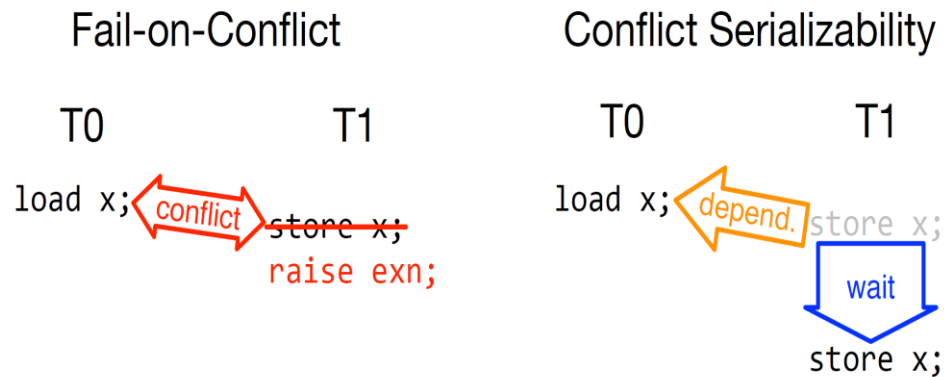 Fail-on-Conflict
T0 T1
load x; conflict store x;
raise exn;
Conflict Serializability
T0 T1
load x; depend. store x;
wait
store x;